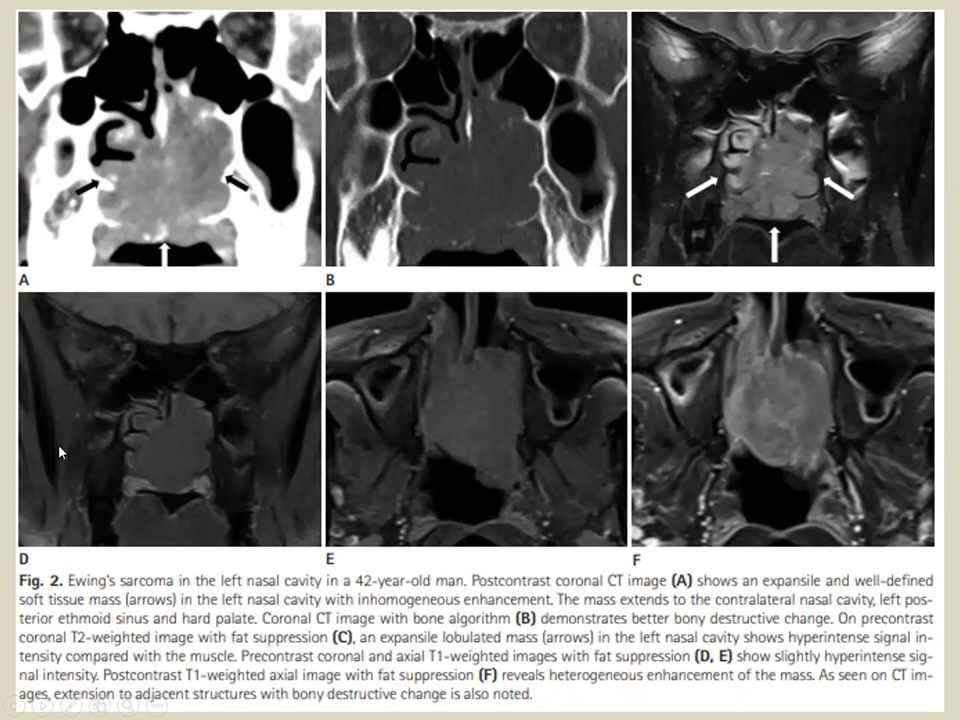 A
B
C
D
E
F
Fig. 2. Ewing's sarcoma in the left nasal cavity in a 42-year-old man. Postcontrast coronal CT image (A) shows an expansile and well-defined
soft tissue mass (arrows) in the left nasal cavity with inhomogeneous enhancement. The mass extends to the contralateral nasal cavity, left pos-
terior ethmoid sinus and hard palate. Coronal CT image with bone algorithm (B) demonstrates better bony destructive change. On precontrast
coronal T2-weighted image with fat suppression (C), an expansile lobulated mass (arrows) in the left nasal cavity shows hyperintense signal in-
tensity compared with the muscle. Precontrast coronal and axial T1-weighted images with fat suppression (D, E) show slightly hyperintense sig-
nal intensity. Postcontrast T1-weighted axial image with fat suppression (F) reveals heterogeneous enhancement of the mass. As seen on CT im-
ages, extension to adjacent structures with bony destructive change is also noted.